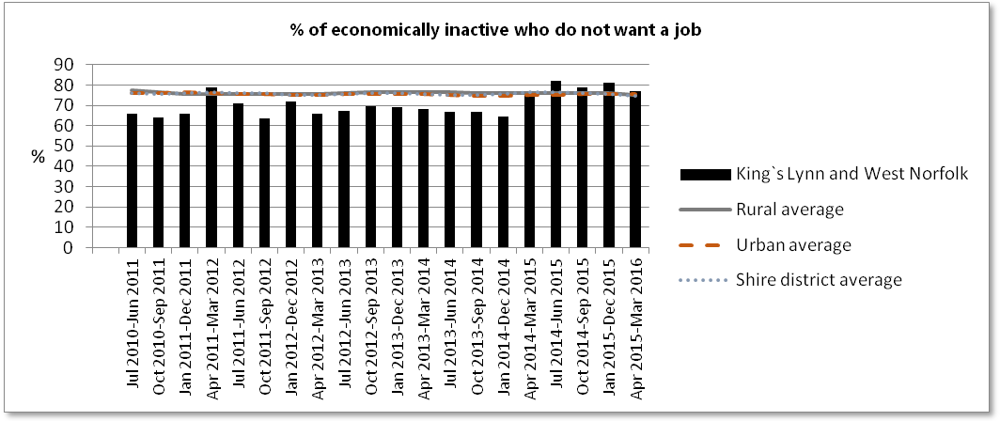 % of economically inactive who do not want a job
90
80
70
60
50
40
30
20
10
0
%
Jul 2010-Jun 2011
Oct 2010-Sep 2011
Jan 2011-Dec 2011
Apr 2011-Mar 2012
Jul 2011-Jun 2012
Oct 2011-Sep 2012
Jan 2012-Dec 2012
Apr 2012-Mar 2013
Jul 2012-Jun 2013
Oct 2012-Sep 2013
Jan 2013-Dec 2013
Apr 2013-Mar 2014
Jul 2013-Jun 2014
Oct 2013-Sep 2014
Jan 2014-Dec 2014
Apr 2014-Mar 2015
Jul 2014-Jun 2015
Oct 2014-Sep 2015
Jan 2015-Dec 2015
Apr 2015-Mar 2016
King`s Lynn and West Norfolk
Rural average
Urban average
Shire district average